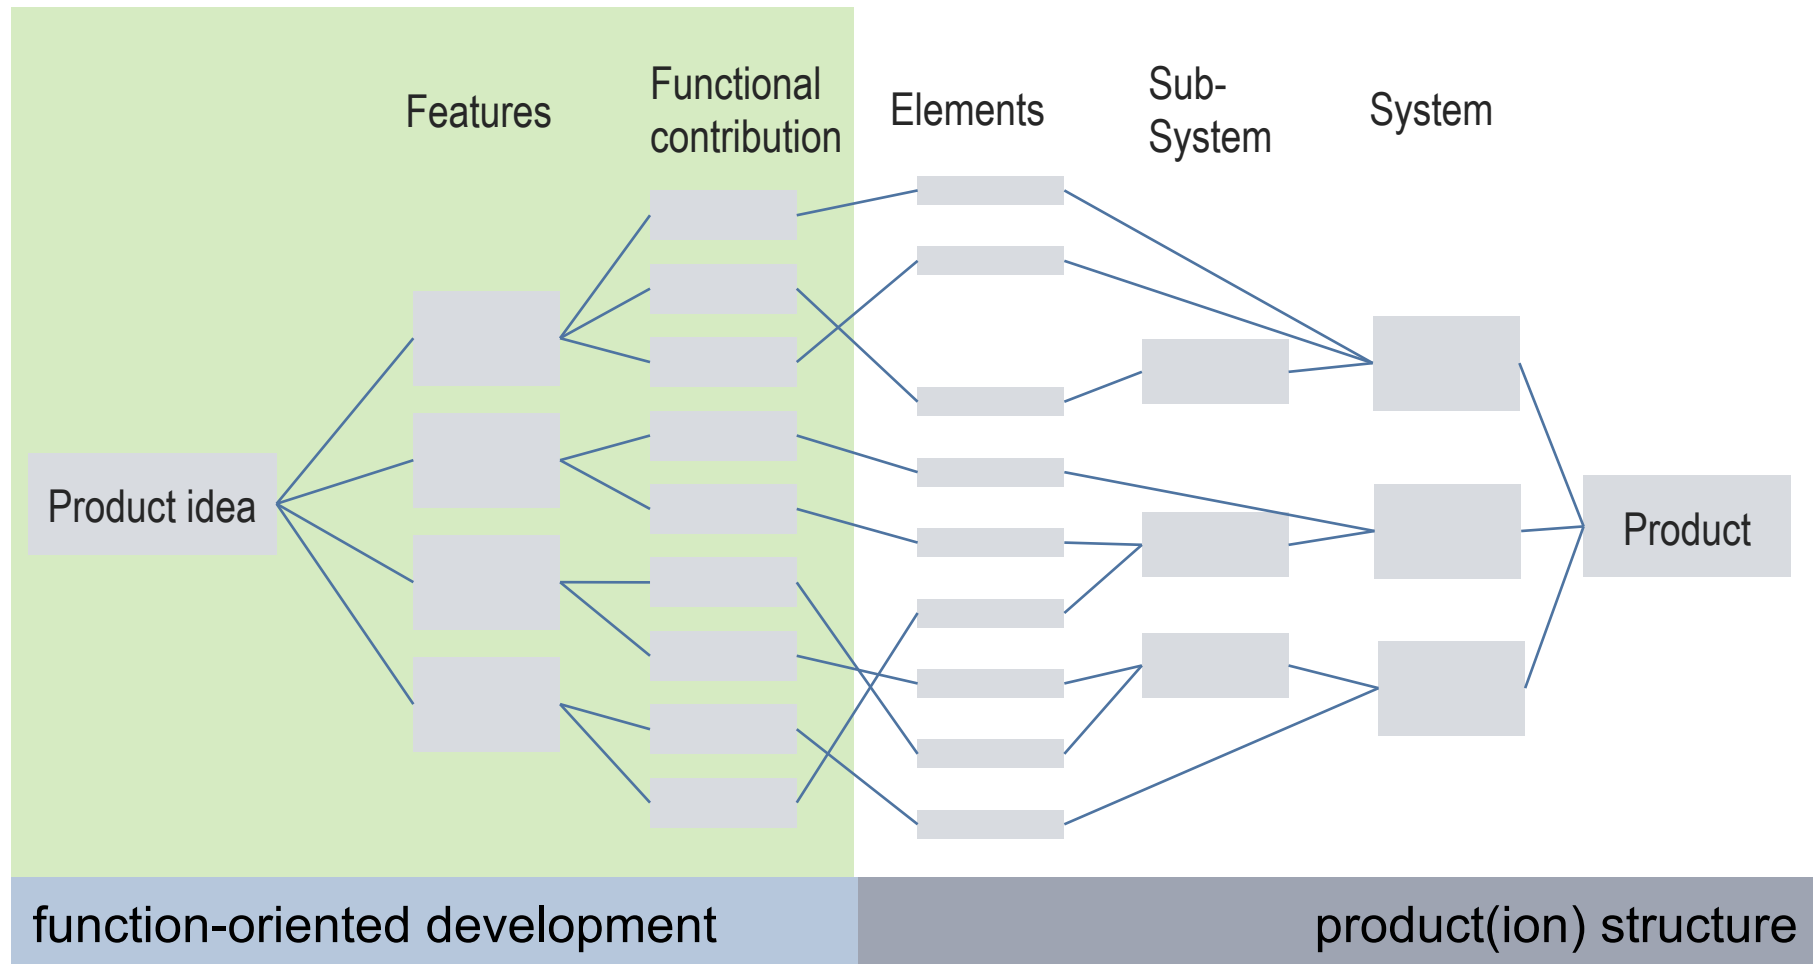 Features
Functional
contribution
Elements
Sub-
System
System
Product idea
Product
function-oriented development
product(ion) structure